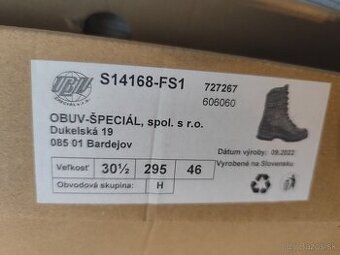 S14168-FS1
727267
606060
OBUV-ŠPECIÁL, spol. s r.o.
Dukelská 19
085 01 Bardejov
Dátum výroby: 09.2022
Vyrobené na Slovensku
Veľkosť 30½ 295 46
Obvodová skupina: H